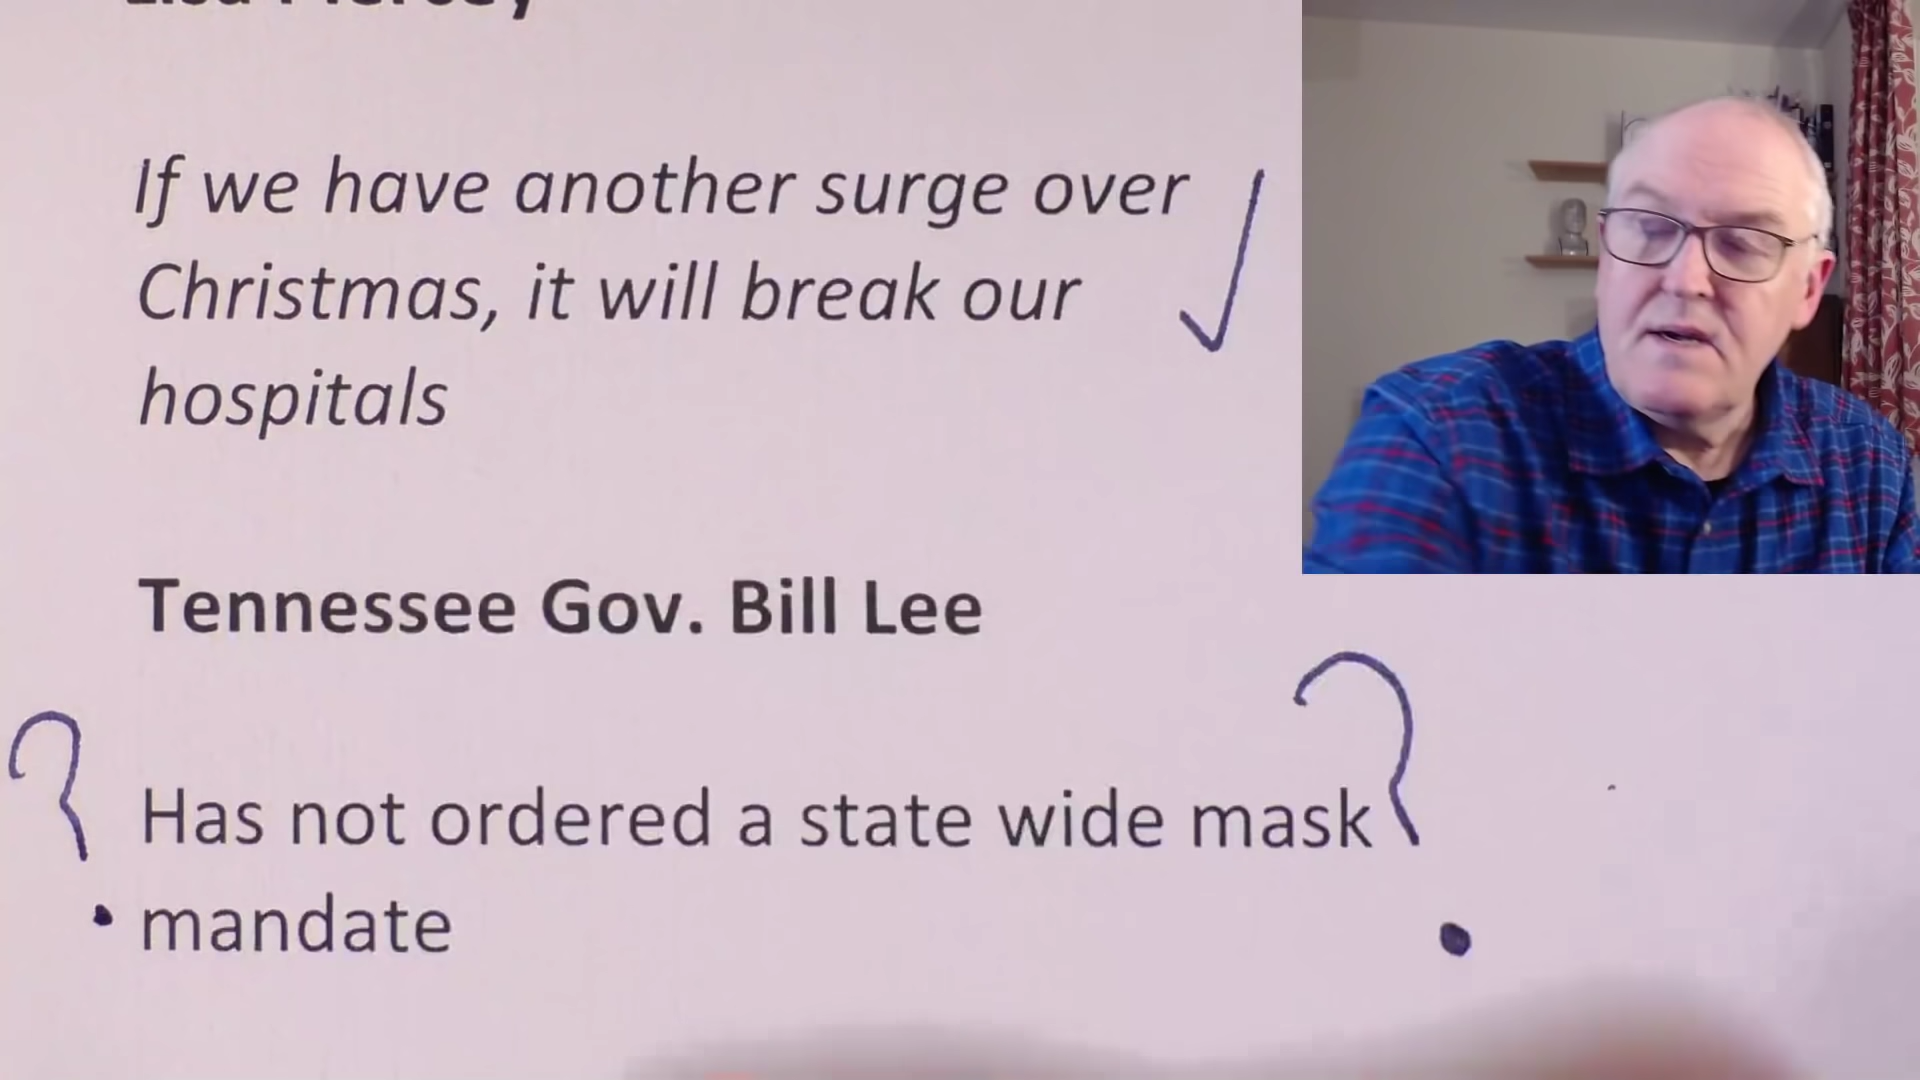 If we have another surge over
Christmas, it will break our
hospitals
Tennessee Gov. Bill Lee
? Has not ordered a state wide mask ?
mandate